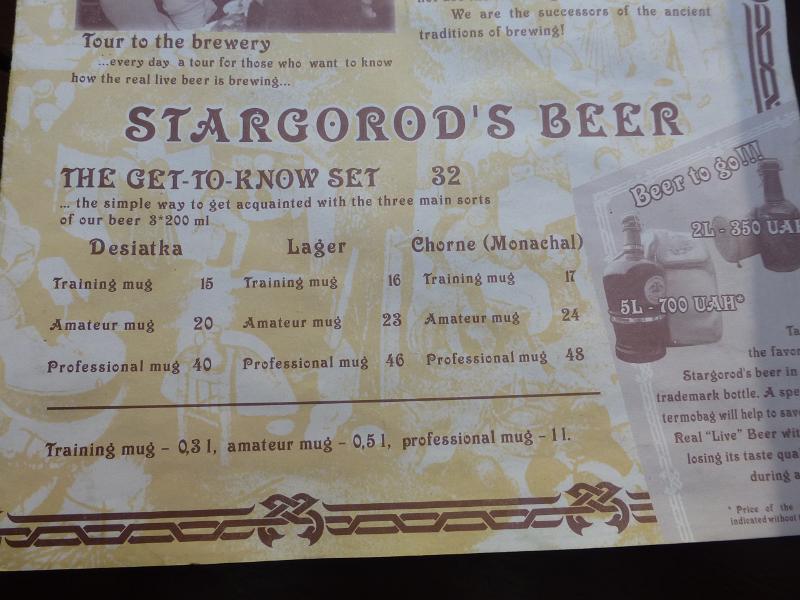 We are the successors of the ancient
traditions of brewing!
Tour to the brewery
...every day a tour for those who want to know
how the real live beer is brewing...
STARGOROD'S BEER
THE GET-TO-KNOW SET 32
... the simple way to get acquainted with the three main sorts
of our beer 3*200 ml
Desiatka Lager Chorne (Monachal)
Training mug 15 Training mug 16 Training mug 17
Amateur mug 20 Amateur mug 23 Amateur mug 24
Professional mug 40 Professional mug 46 Professional mug 48
Training mug - 0,3 l, amateur mug - 0,5 l, professional mug - 1 l.
Beer to go!!!
2L - 350 UAH
5L - 700 UAH*
the
Stargorod's beer in
trademark bottle. A
termobag will help to
Real "Live" Beer
losing its taste
during
* Price of the
indicated without